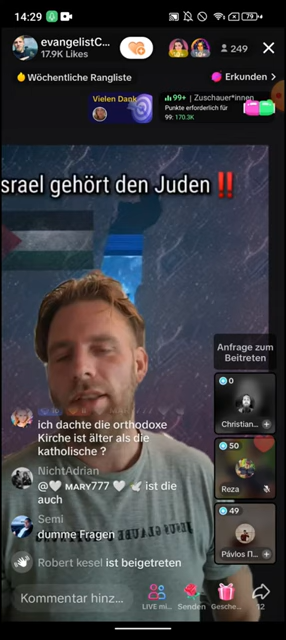 14:29
79
evangelistC...
17.9K Likes
249
Wöchentliche Rangliste
Erkunden >
Vielen Dank
99+ | Zuschauer*innen
Punkte erforderlich für
99: 170.3K
srael gehört den Juden ‼️
Anfrage zum
Beitreten
0
Christian...
50
Reza
49
Pávlos Π...
ich dachte die orthodoxe
Kirche ist älter als die
katholische ?
NichtAdrian
@🤍 ᴍᴀʀʏ777 🤍 🕊️ ist die
auch
Semi
dumme Fragen
Robert kesel ist beigetreten
Kommentar hinz...
LIVE mi...
Senden
Gesche...
12